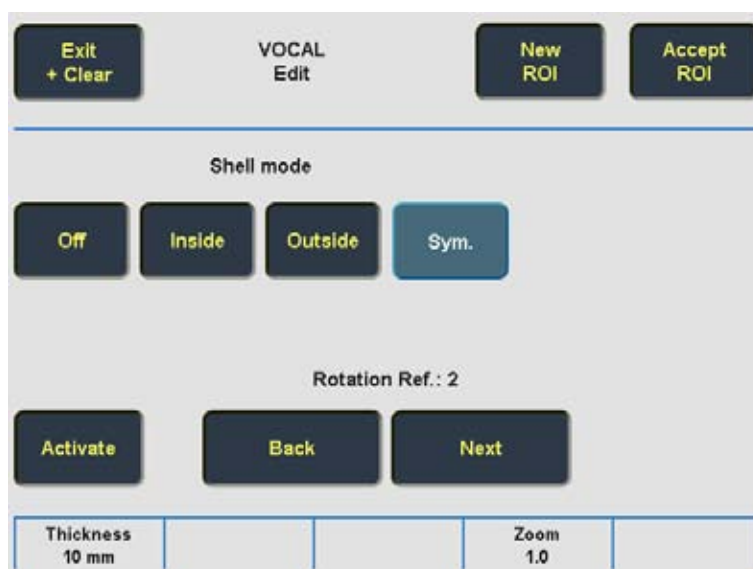 Exit
+ Clear
VOCAL
Edit
New
ROI
Accept
ROI
Shell mode
Off
Inside
Outside
Sym.
Rotation Ref.: 2
Activate
Back
Next
Thickness
10 mm
Zoom
1.0